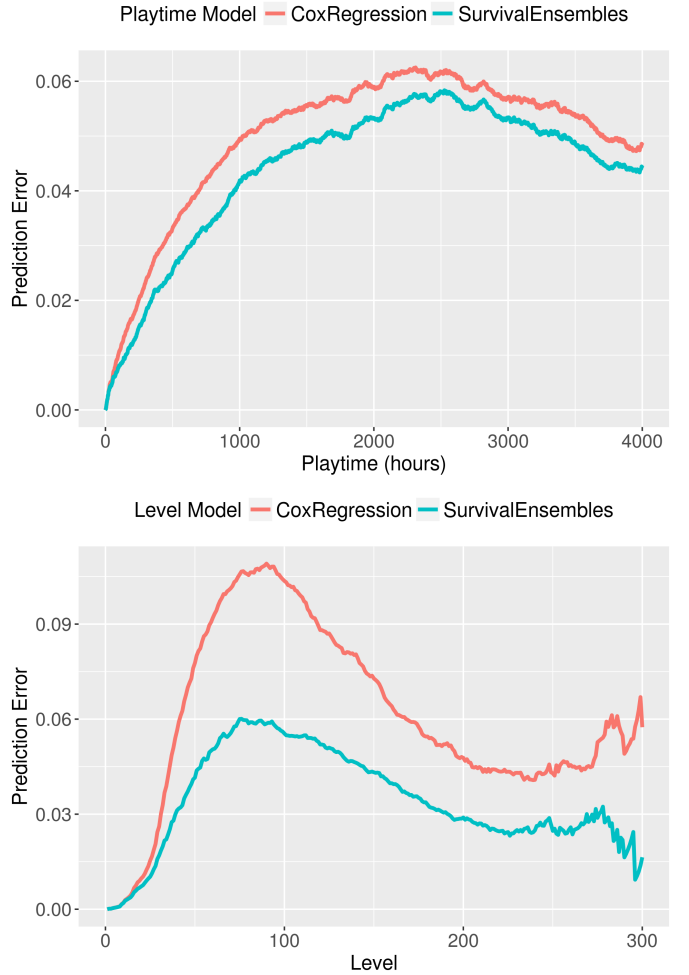 Playtime Model CoxRegression SurvivalEnsembles
0.06
0.04
0.02
0.00
Prediction Error
0 1000 2000 3000 4000
Playtime (hours)
Level Model CoxRegression SurvivalEnsembles
0.09
0.06
0.03
0.00
Prediction Error
0 100 200 300
Level